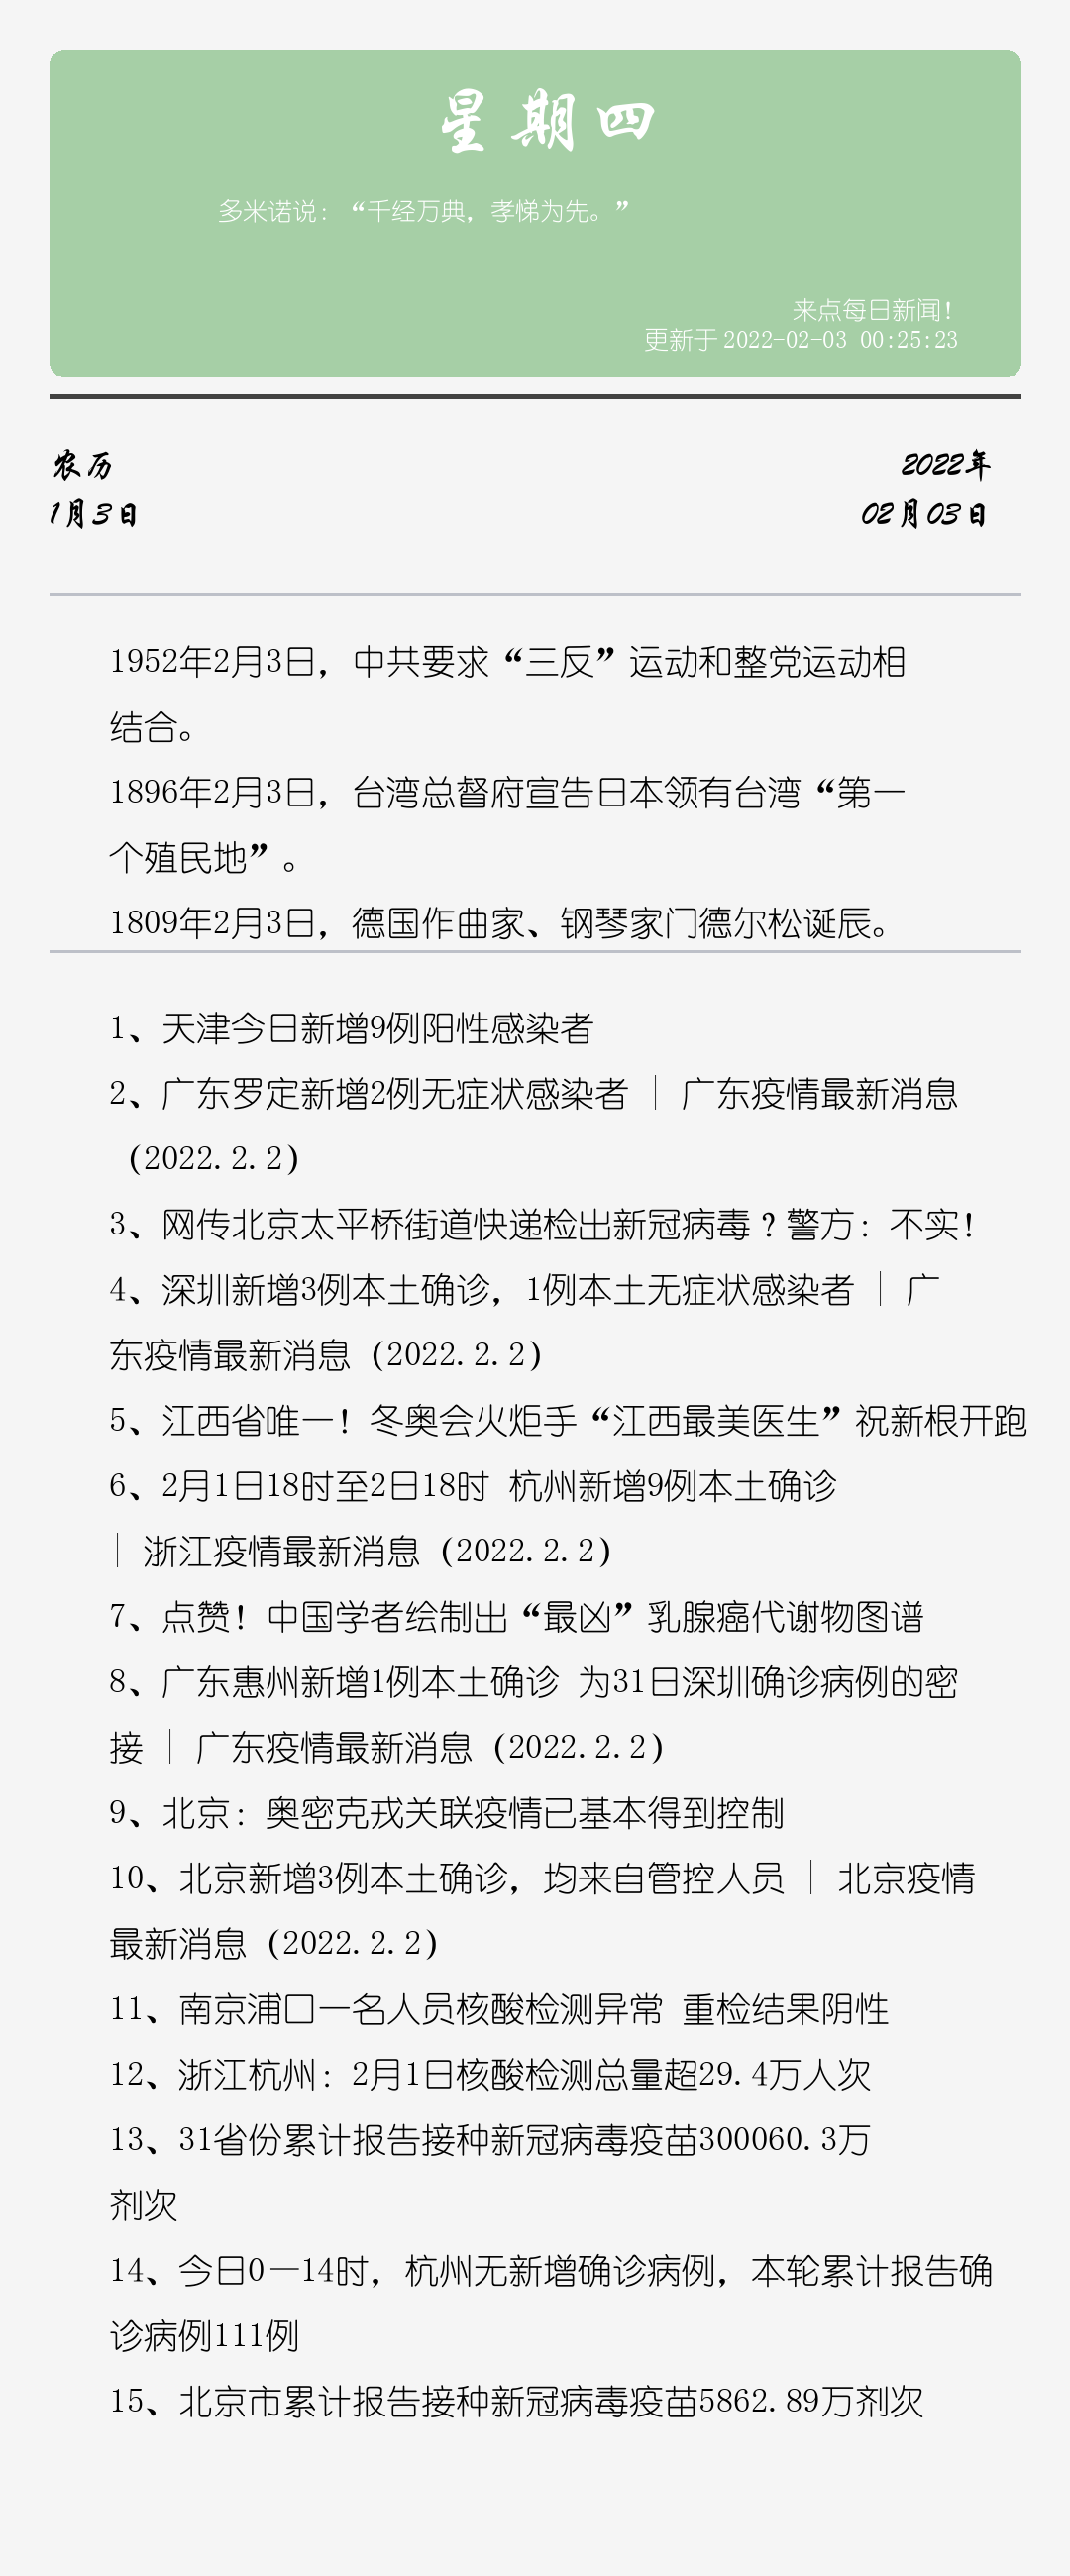 星期四
多米诺说：“千经万典，孝悌为先。”
来点每日新闻！
更新于 2022-02-03 00:25:23
农历
2022年
1月3日
02月03日
1952年2月3日，中共要求“三反”运动和整党运动相
结合。
1896年2月3日，台湾总督府宣告日本领有台湾“第一
个殖民地”。
1809年2月3日，德国作曲家、钢琴家门德尔松诞辰。
1、天津今日新增9例阳性感染者
2、广东罗定新增2例无症状感染者 | 广东疫情最新消息
（2022.2.2）
3、网传北京太平桥街道快递检出新冠病毒？警方：不实！
4、深圳新增3例本土确诊，1例本土无症状感染者 | 广
东疫情最新消息（2022.2.2）
5、江西省唯一！冬奥会火炬手“江西最美医生”祝新根开跑
6、2月1日18时至2日18时 杭州新增9例本土确诊
| 浙江疫情最新消息（2022.2.2）
7、点赞！中国学者绘制出“最凶”乳腺癌代谢物图谱
8、广东惠州新增1例本土确诊 为31日深圳确诊病例的密
接 | 广东疫情最新消息（2022.2.2）
9、北京：奥密克戎关联疫情已基本得到控制
10、北京新增3例本土确诊，均来自管控人员 | 北京疫情
最新消息（2022.2.2）
11、南京浦口一名人员核酸检测异常 重检结果阴性
12、浙江杭州：2月1日核酸检测总量超29.4万人次
13、31省份累计报告接种新冠病毒疫苗300060.3万
剂次
14、今日0—14时，杭州无新增确诊病例，本轮累计报告确
诊病例111例
15、北京市累计报告接种新冠病毒疫苗5862.89万剂次